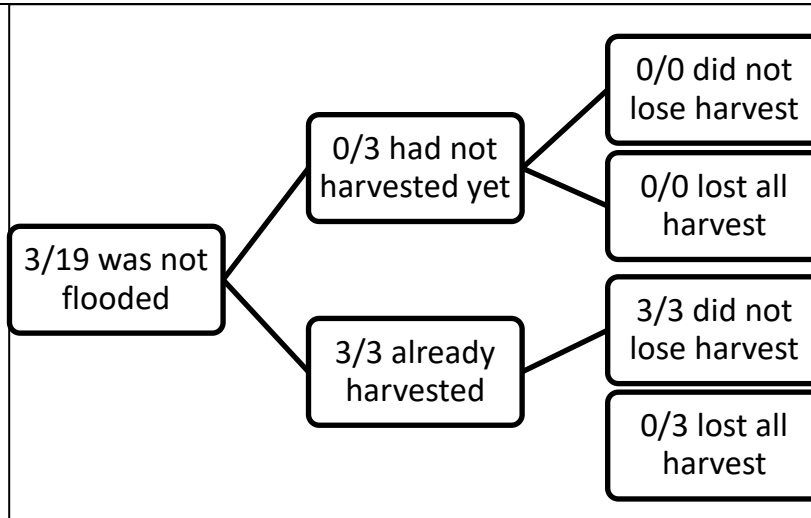 3/19 was not
flooded
0/3 had not
harvested yet
0/0 did not
lose harvest
0/0 lost all
harvest
3/3 already
harvested
3/3 did not
lose harvest
0/3 lost all
harvest